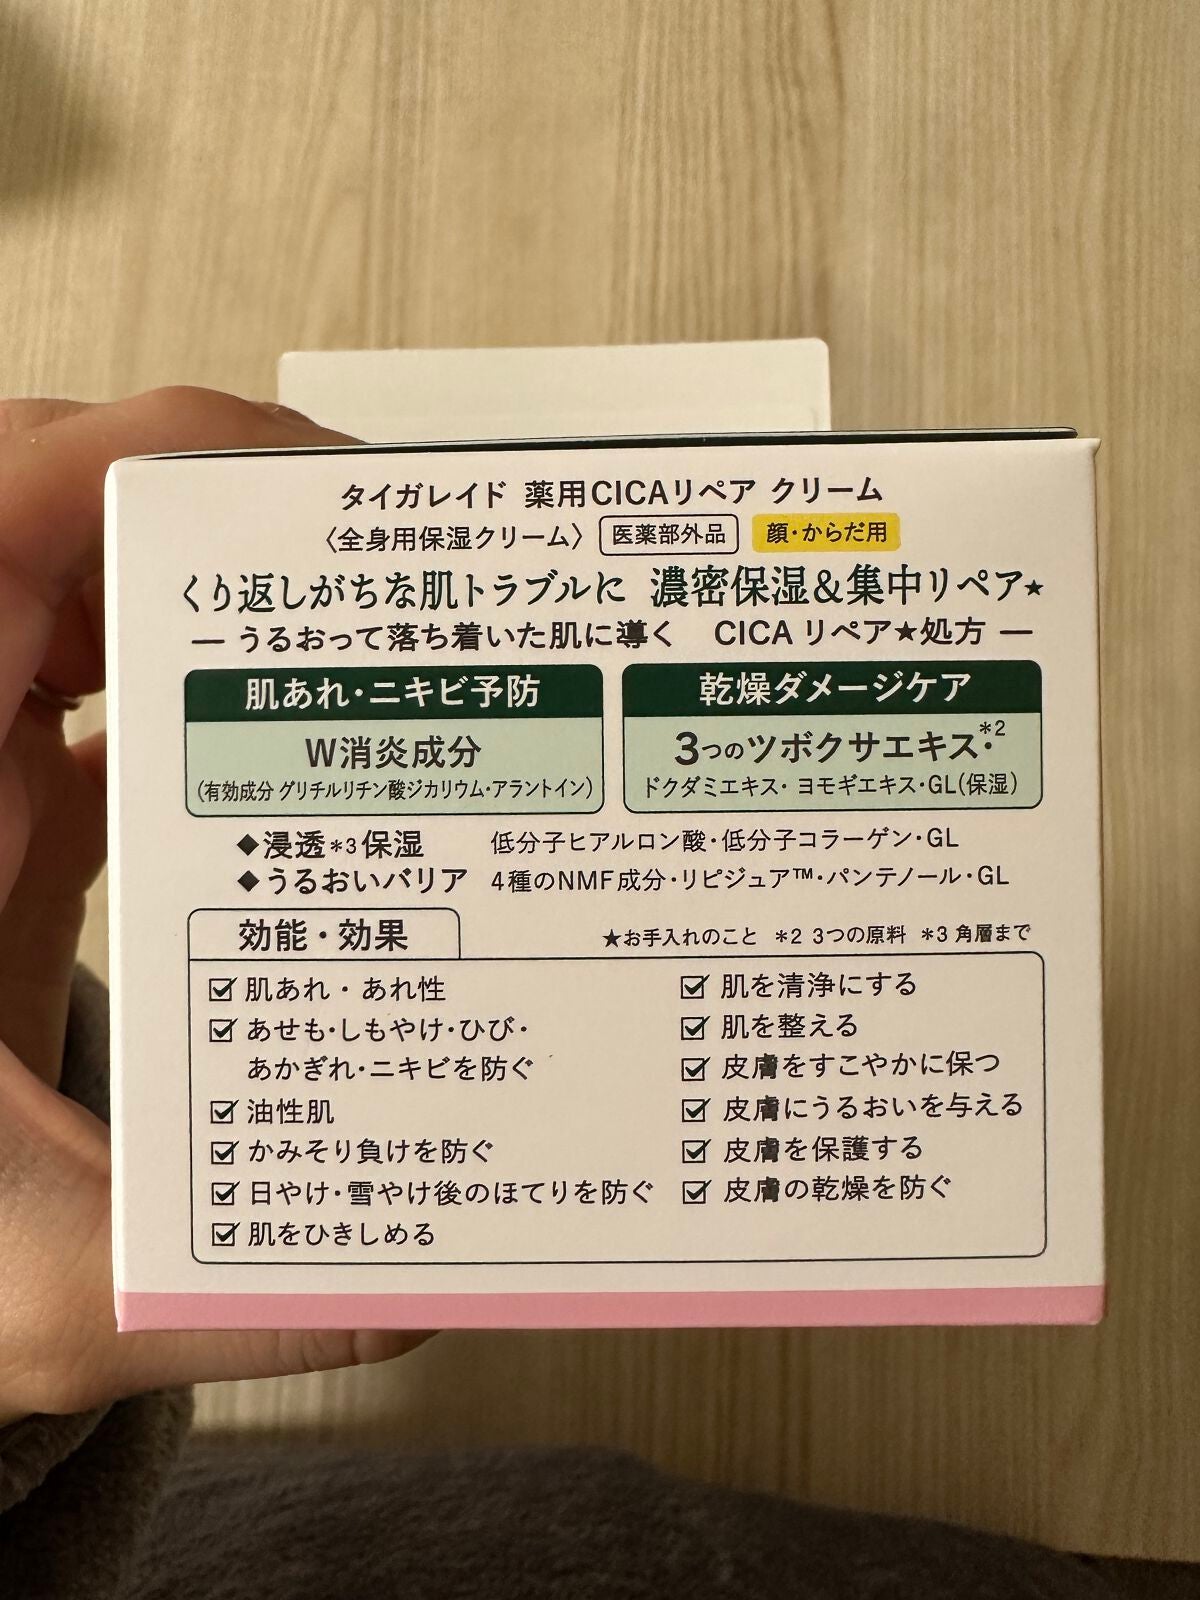 タイガレイド 薬用CICAリペア クリーム
〈全身用保湿クリーム〉 医薬部外品 顔・からだ用
くり返しがちな肌トラブルに 濃密保湿&集中リペア★
― うるおって落ち着いた肌に導く CICA リペア★処方 ―
肌あれ・ニキビ予防
W消炎成分
(有効成分 グリチルリチン酸ジカリウム・アラントイン)
乾燥ダメージケア
3つのツボクサエキス・*2
ドクダミエキス・ヨモギエキス・GL(保湿)
◆浸透*3保湿 低分子ヒアルロン酸・低分子コラーゲン・GL
◆うるおいバリア 4種のNMF成分・リピジュア™・パンテノール・GL
効能・効果
★お手入れのこと *2 3つの原料 *3 角層まで
☑ 肌あれ・あれ性
☑ あせも・しもやけ・ひび・
あかぎれ・ニキビを防ぐ
☑ 油性肌
☑ かみそり負けを防ぐ
☑ 日やけ・雪やけ後のほてりを防ぐ
☑ 肌をひきしめる
☑ 肌を清浄にする
☑ 肌を整える
☑ 皮膚をすこやかに保つ
☑ 皮膚にうるおいを与える
☑ 皮膚を保護する
☑ 皮膚の乾燥を防ぐ